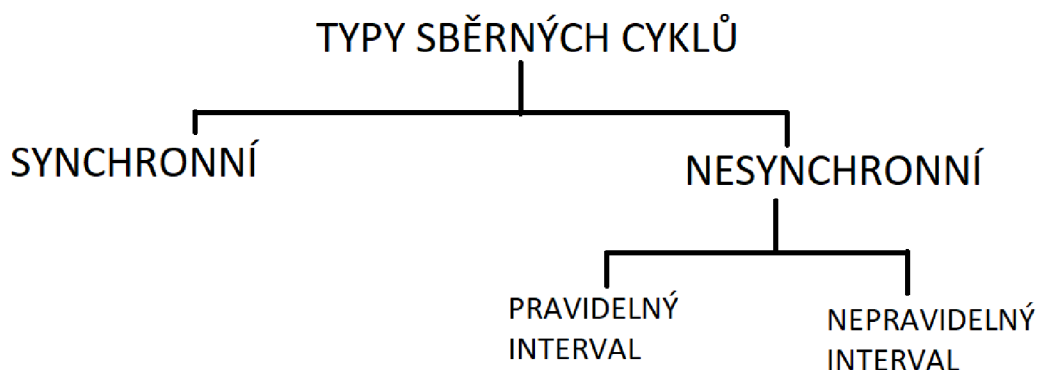 TYPY SBĚRNÝCH CYKLŮ
SYNCHRONNÍ
NESYNCHRONNÍ
PRAVIDELNÝ
INTERVAL
NEPRAVIDELNÝ
INTERVAL